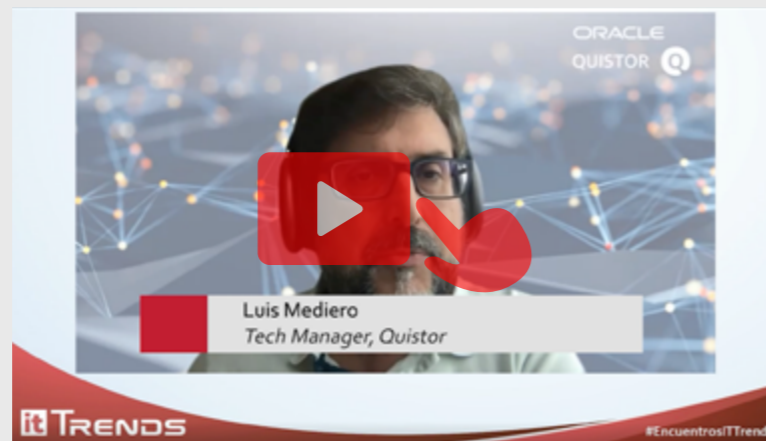 ORACLE
QUISTOR Q
Luis Mediero
Tech Manager, Quistor
it TRENDS
#EncuentrosITTrend